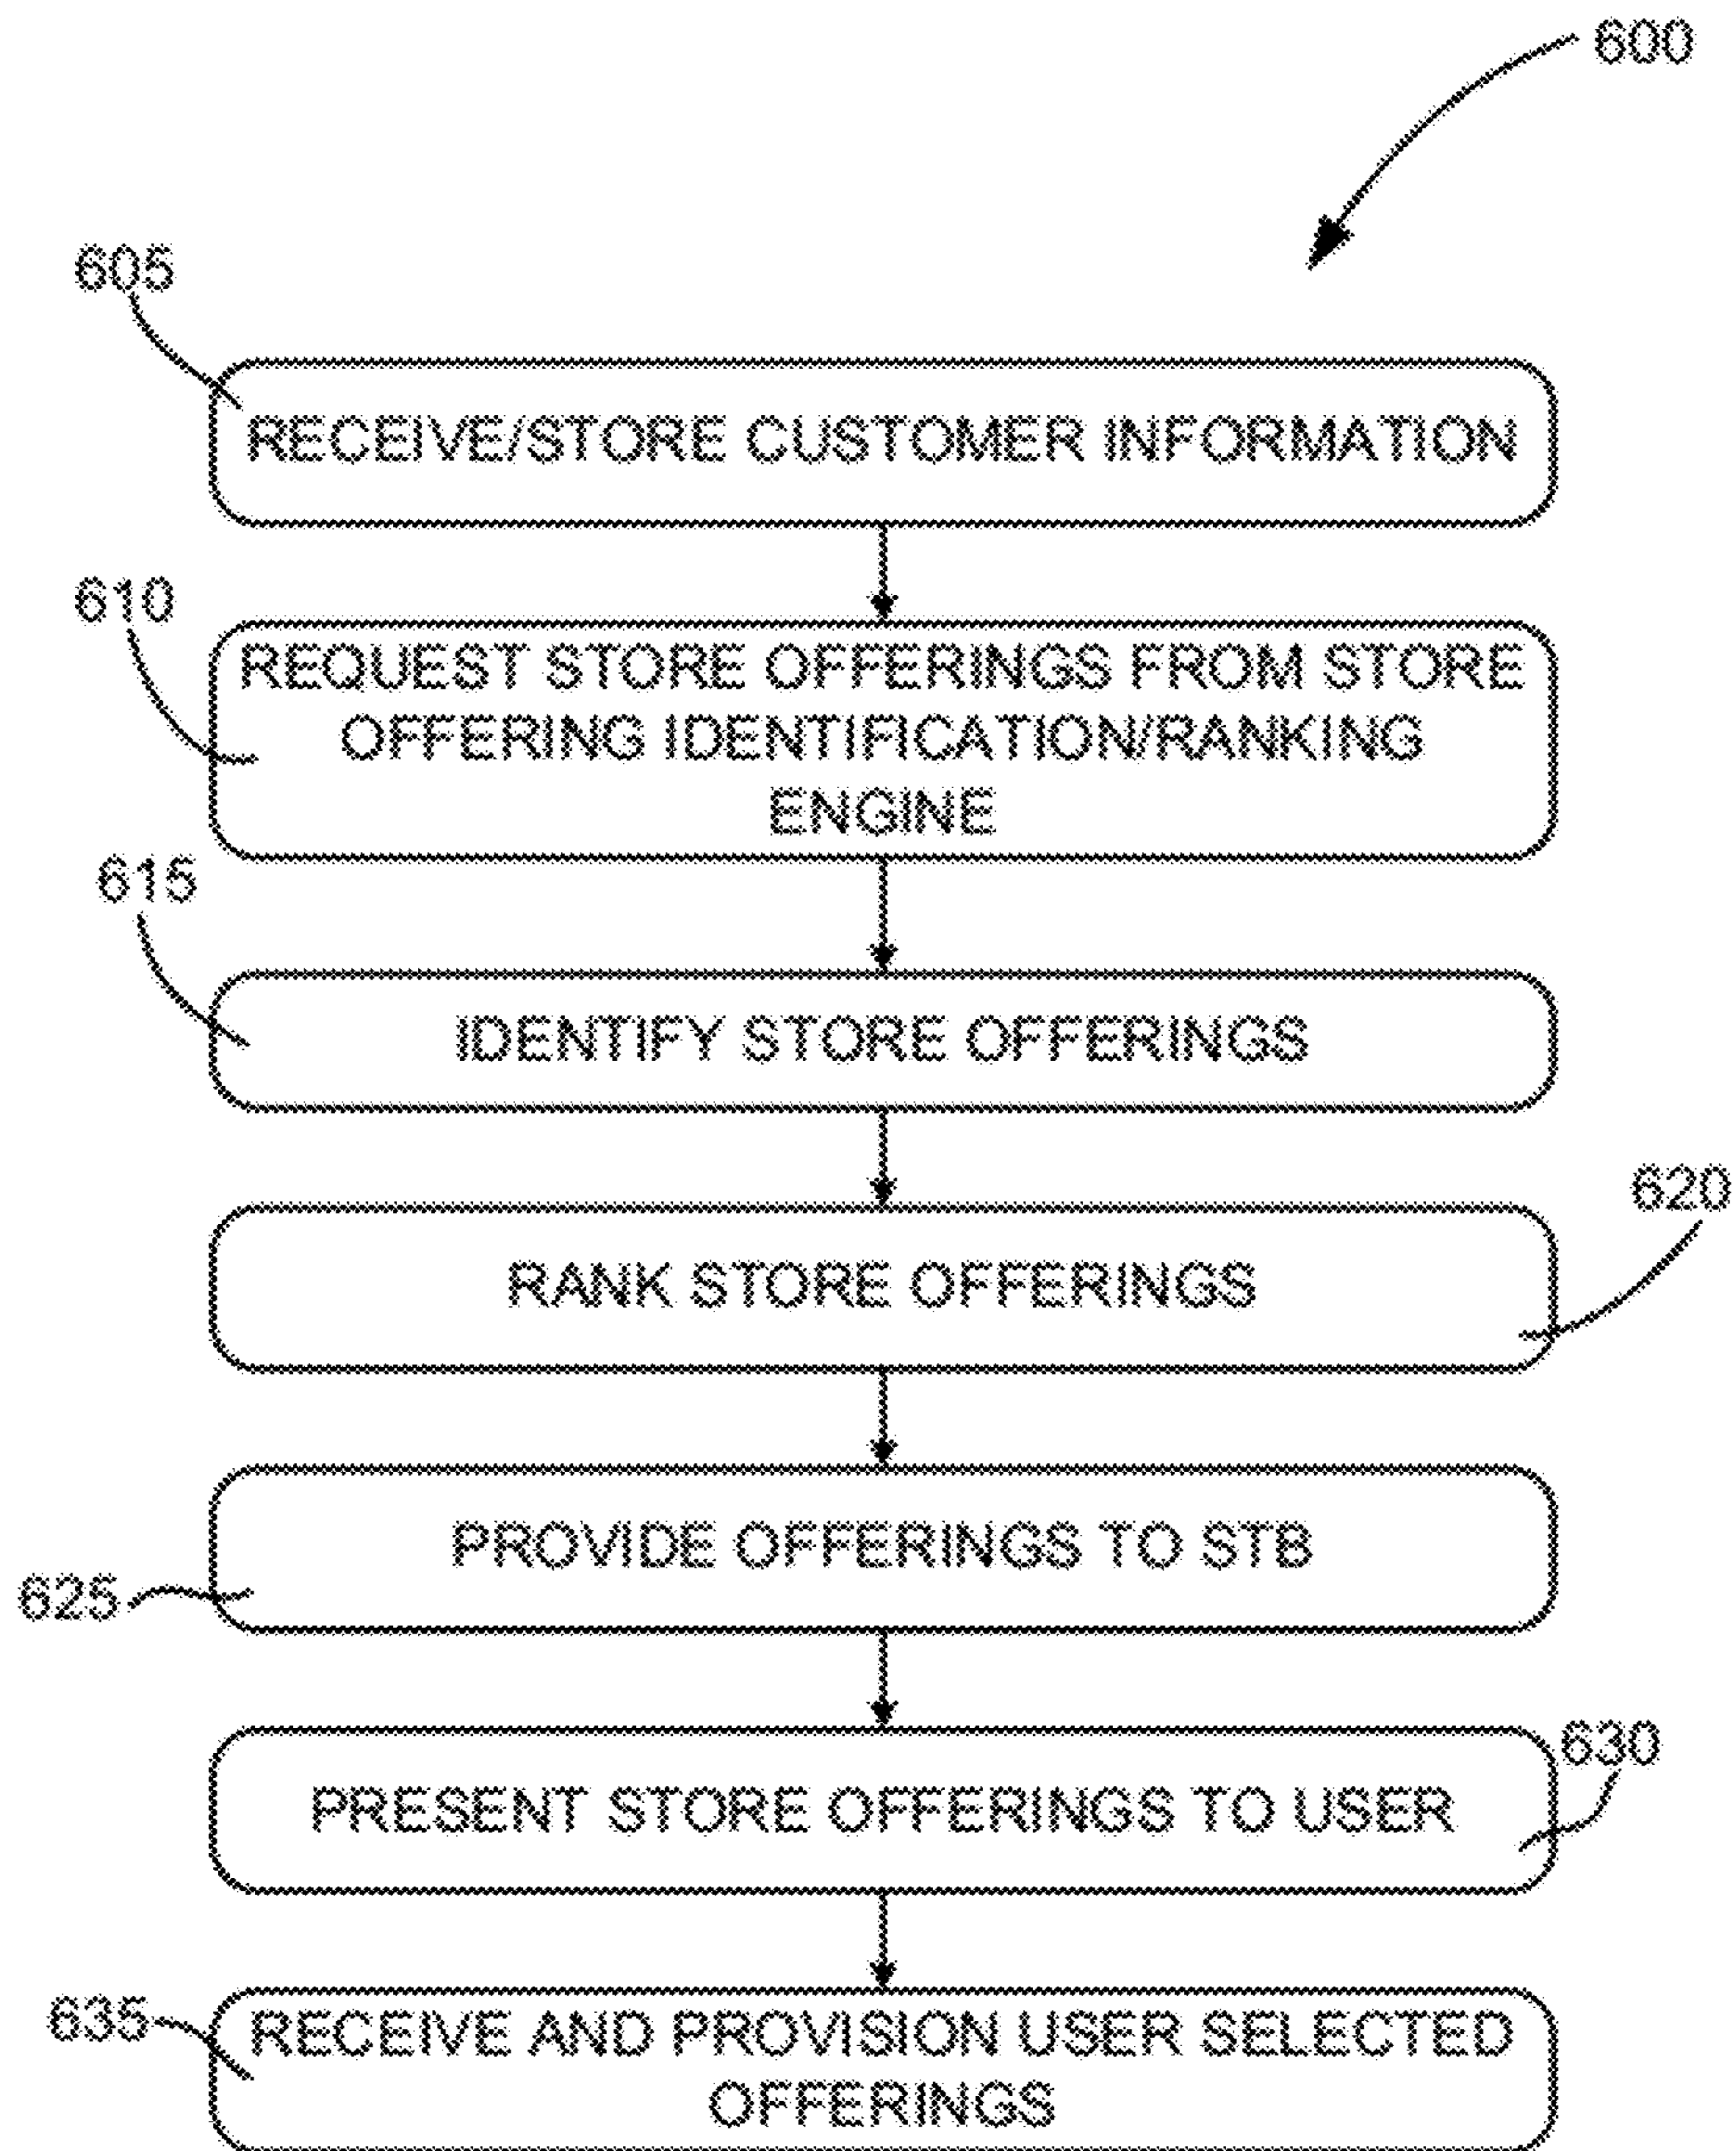 600
605
RECEIVE/STORE CUSTOMER INFORMATION
610
REQUEST STORE OFFERINGS FROM STORE
OFFERING IDENTIFICATION/RANKING
ENGINE
615
IDENTIFY STORE OFFERINGS
620
RANK STORE OFFERINGS
PROVIDE OFFERINGS TO STB
625
630
PRESENT STORE OFFERINGS TO USER
635
RECEIVE AND PROVISION USER SELECTED
OFFERINGS